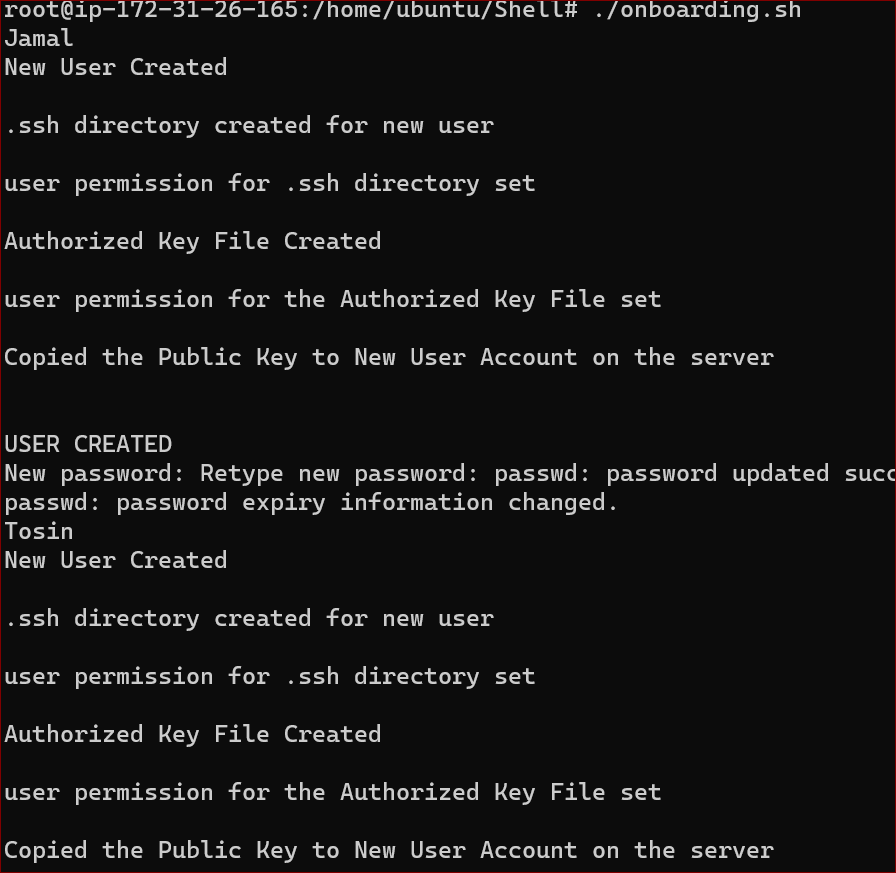 root@ip-172-31-26-165:/home/ubuntu/Shell# ./onboarding.sh
Jamal
New User Created
.ssh directory created for new user
user permission for .ssh directory set
Authorized Key File Created
user permission for the Authorized Key File set
Copied the Public Key to New User Account on the server
USER CREATED
New password: Retype new password: passwd: password updated succ
passwd: password expiry information changed.
Tosin
New User Created
.ssh directory created for new user
user permission for .ssh directory set
Authorized Key File Created
user permission for the Authorized Key File set
Copied the Public Key to New User Account on the server